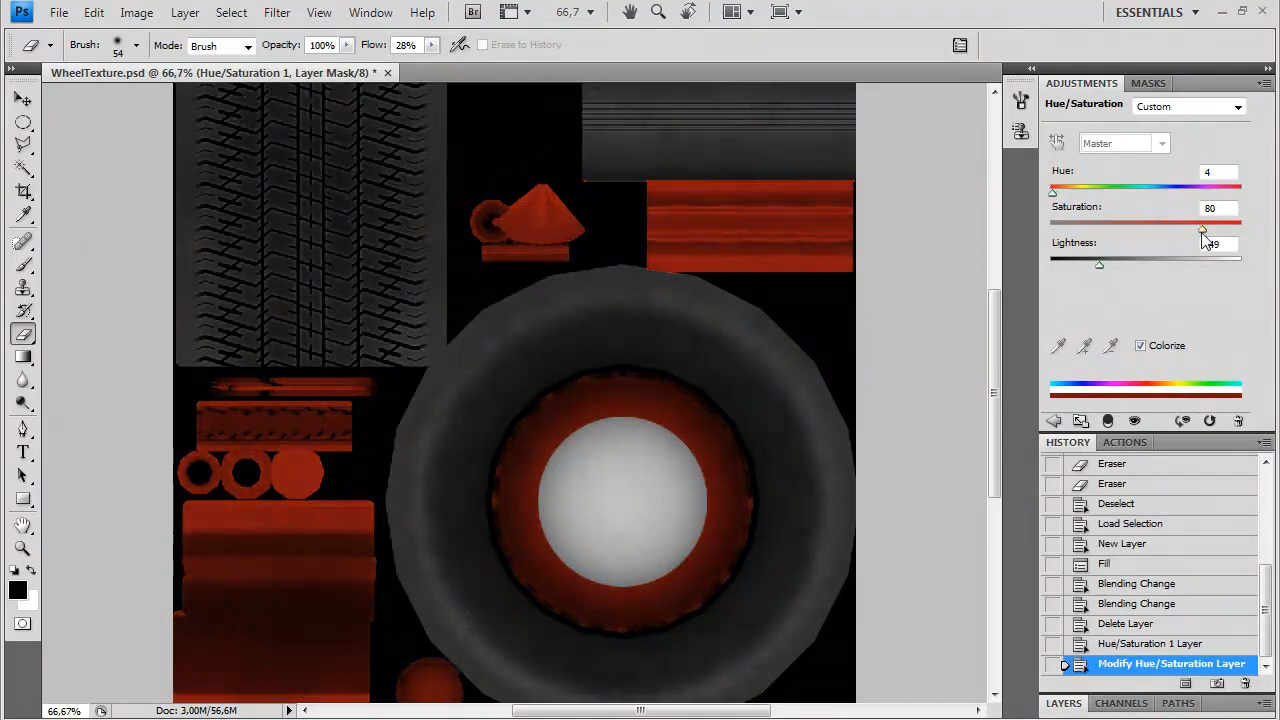 Ps File Edit Image Layer Select Filter View Window Help Br 66,7 ESSENTIALS
Brush: 54 Mode: Brush Opacity: 100% Flow: 28% Erase to History
WheelTexture.psd @ 66,7% (Hue/Saturation 1, Layer Mask/8) *
ADJUSTMENTS MASKS
Hue/Saturation Custom
Master
Hue: 4
Saturation: 80
Lightness: 49
Colorize
HISTORY ACTIONS
Eraser
Eraser
Deselect
Load Selection
New Layer
Fill
Blending Change
Blending Change
Delete Layer
Hue/Saturation 1 Layer
Modify Hue/Saturation Layer
LAYERS CHANNELS PATHS
66,67% Doc: 3,00M/56,6M